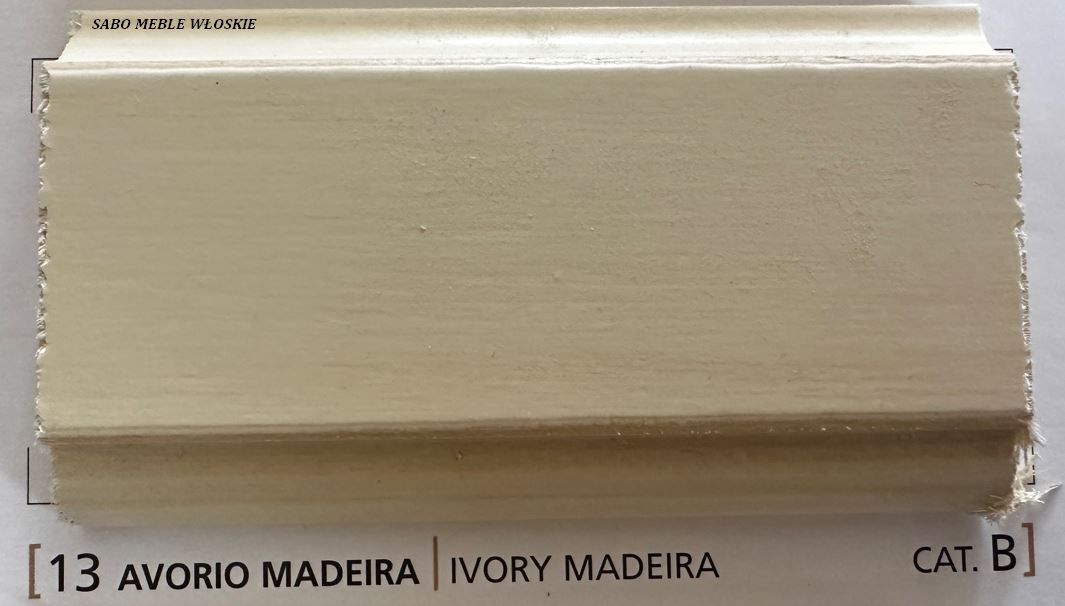 SABO MEBLE WŁOSKIE
[13 AVORIO MADEIRA | IVORY MADEIRA CAT. B]